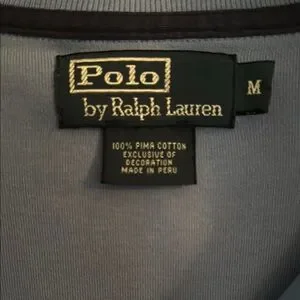 Polo
by Ralph Lauren
M
100% PIMA COTTON
EXCLUSIVE OF
DECORATION
MADE IN PERU